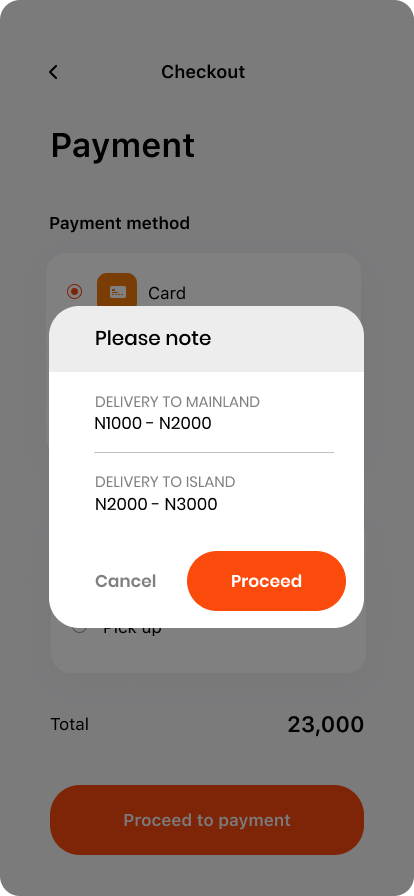 Checkout
Payment
Payment method
Card
Please note
DELIVERY TO MAINLAND
N1000 - N2000
DELIVERY TO ISLAND
N2000 - N3000
Cancel
Proceed
Pick up
Total
23,000
Proceed to payment